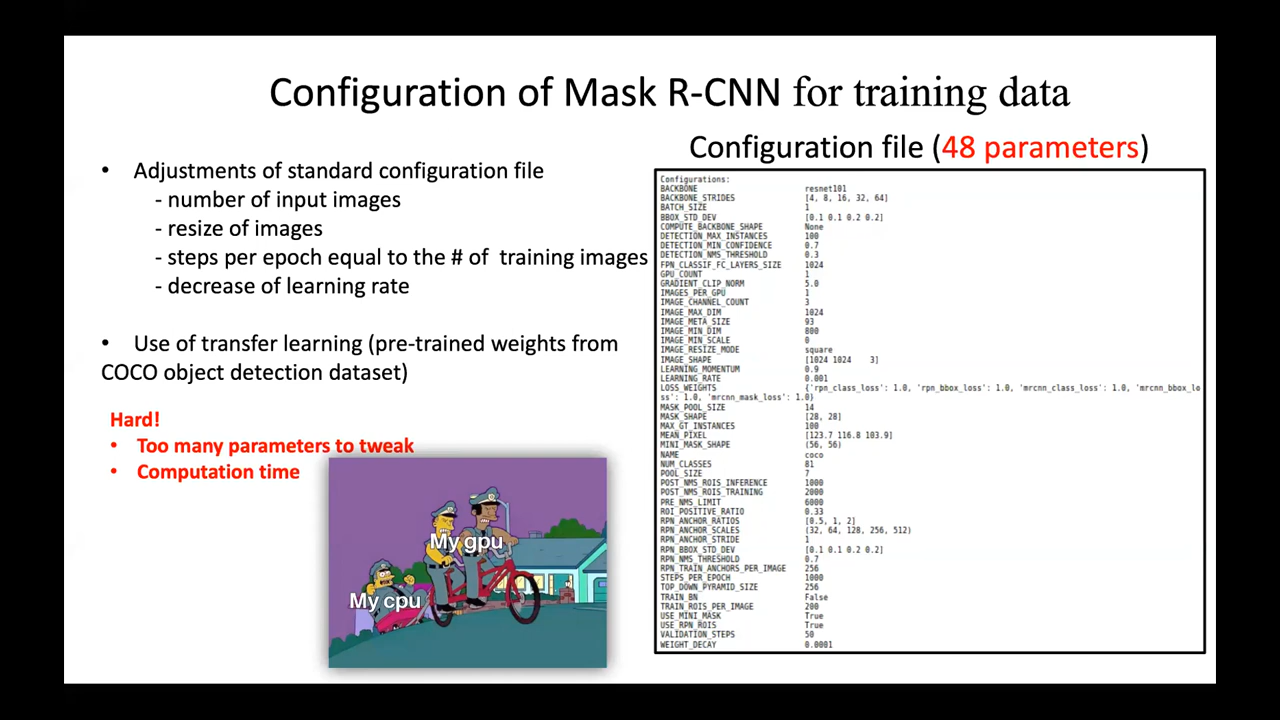 Configuration of Mask R-CNN for training data
• Adjustments of standard configuration file
- number of input images
- resize of images
- steps per epoch equal to the # of training images
- decrease of learning rate
• Use of transfer learning (pre-trained weights from
COCO object detection dataset)
Hard!
• Too many parameters to tweak
• Computation time
My gpu
My cpu
Configuration file (48 parameters)
Configurations:
BACKBONE resnet101
BACKBONE_STRIDES [4, 8, 16, 32, 64]
BATCH_SIZE 1
BBOX_STD_DEV [0.1 0.1 0.2 0.2]
COMPUTE_BACKBONE_SHAPE None
DETECTION_MAX_INSTANCES 100
DETECTION_MIN_CONFIDENCE 0.7
DETECTION_NMS_THRESHOLD 0.3
FPN_CLASSIF_FC_LAYERS_SIZE 1024
GPU_COUNT 1
GRADIENT_CLIP_NORM 5.0
IMAGES_PER_GPU 1
IMAGE_CHANNEL_COUNT 3
IMAGE_MAX_DIM 1024
IMAGE_META_SIZE 93
IMAGE_MIN_DIM 800
IMAGE_MIN_SCALE 0
IMAGE_RESIZE_MODE square
IMAGE_SHAPE [1024 1024 3]
LEARNING_MOMENTUM 0.9
LEARNING_RATE 0.001
LOSS_WEIGHTS {'rpn_class_loss': 1.0, 'rpn_bbox_loss': 1.0, 'mrcnn_class_loss': 1.0, 'mrcnn_bbox_lo
ss': 1.0, 'mrcnn_mask_loss': 1.0}
MASK_POOL_SIZE 14
MASK_SHAPE [28, 28]
MAX_GT_INSTANCES 100
MEAN_PIXEL [123.7 116.8 103.9]
MINI_MASK_SHAPE (56, 56)
NAME coco
NUM_CLASSES 81
POOL_SIZE 7
POST_NMS_ROIS_INFERENCE 1000
POST_NMS_ROIS_TRAINING 2000
PRE_NMS_LIMIT 6000
ROI_POSITIVE_RATIO 0.33
RPN_ANCHOR_RATIOS [0.5, 1, 2]
RPN_ANCHOR_SCALES (32, 64, 128, 256, 512)
RPN_ANCHOR_STRIDE 1
RPN_BBOX_STD_DEV [0.1 0.1 0.2 0.2]
RPN_NMS_THRESHOLD 0.7
RPN_TRAIN_ANCHORS_PER_IMAGE 256
STEPS_PER_EPOCH 1000
TOP_DOWN_PYRAMID_SIZE 256
TRAIN_BN False
TRAIN_ROIS_PER_IMAGE 200
USE_MINI_MASK True
USE_RPN_ROIS True
VALIDATION_STEPS 50
WEIGHT_DECAY 0.0001